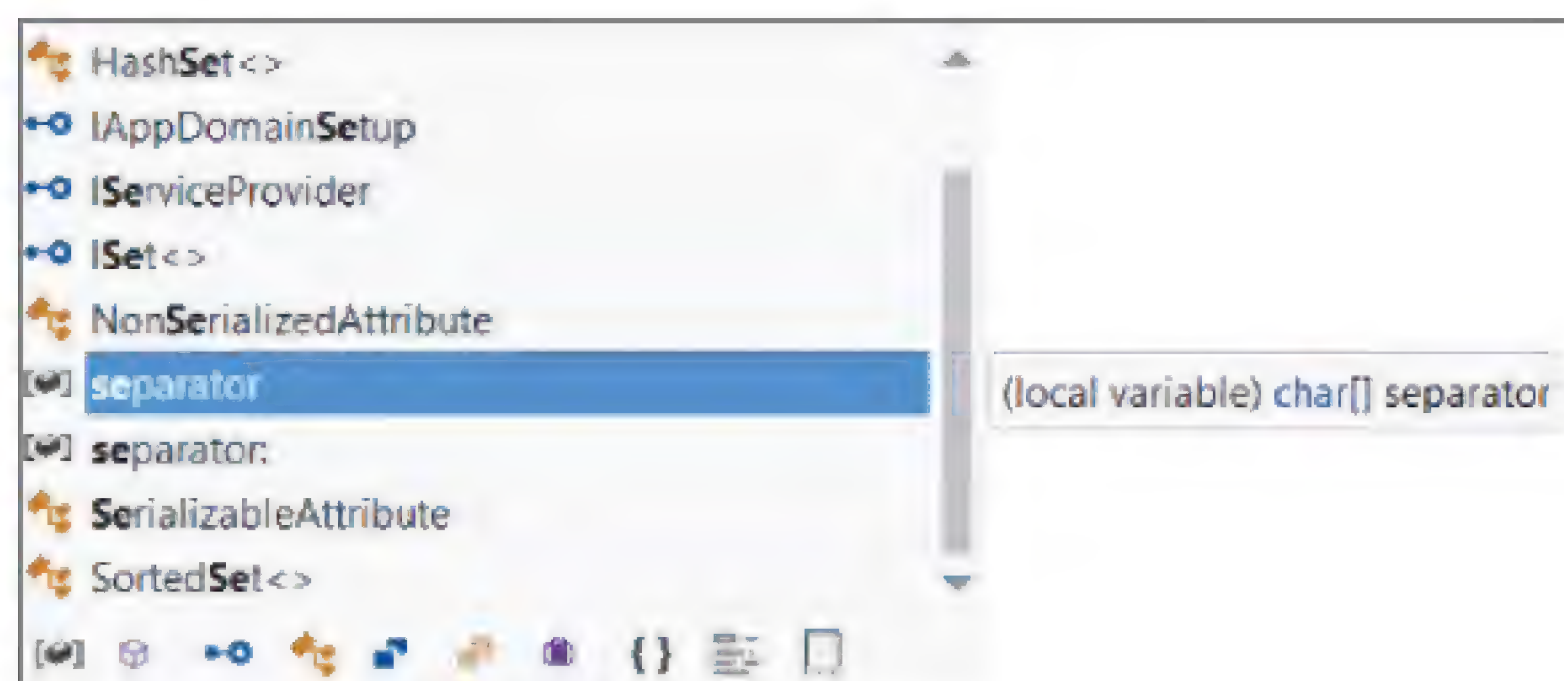 HashSet<>
IAppDomainSetup
IServiceProvider
ISet<>
NonSerializedAttribute
separator
(local variable) char[] separator
separator:
SerializableAttribute
SortedSet<>
{ }